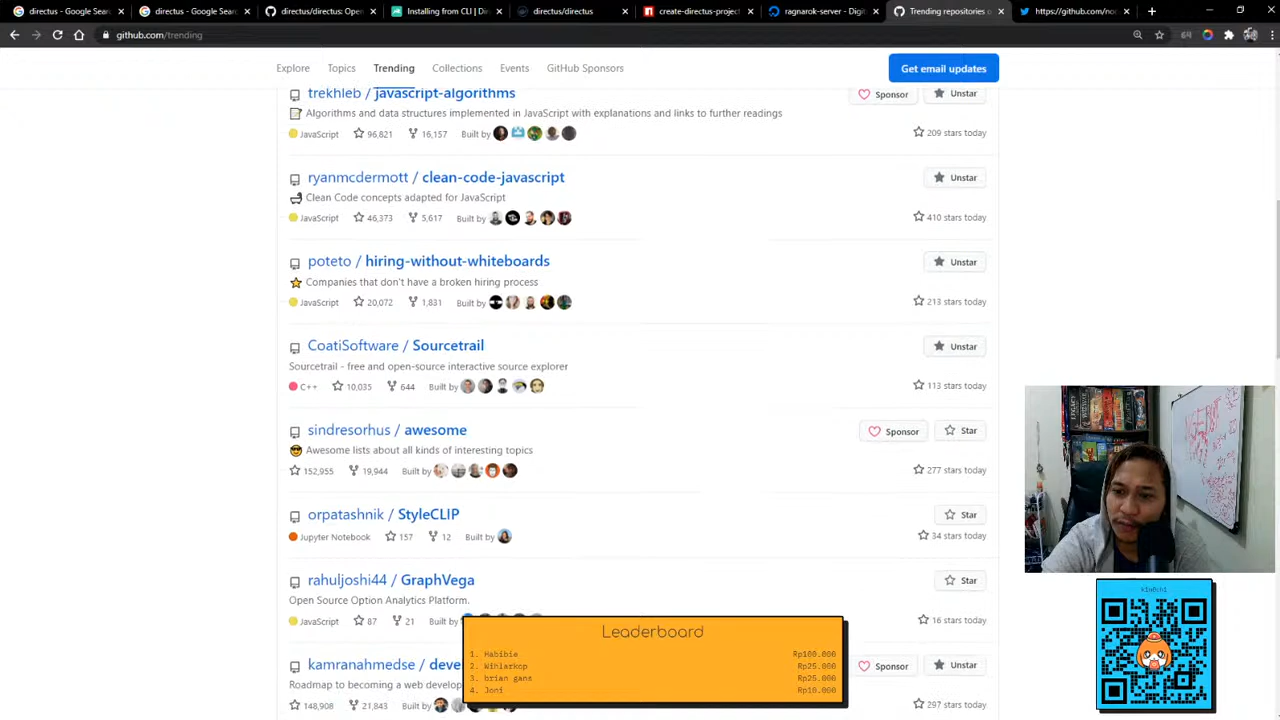 directus - Google Sea
directus - Google Sea
directus/directus: Ope
Installing from CLI | Di
directus/directus
create-directus-project
ragnarok-server - Digit
Trending repositories o
https://github.com/noc
github.com/trending
Explore Topics Trending Collections Events GitHub Sponsors
Get email updates
trekhleb / javascript-algorithms
Sponsor Unstar
Algorithms and data structures implemented in JavaScript with explanations and links to further readings
JavaScript 96,821 16,157 Built by 209 stars today
ryanmcdermott / clean-code-javascript
Unstar
Clean Code concepts adapted for JavaScript
JavaScript 46,373 5,617 Built by 410 stars today
poteto / hiring-without-whiteboards
Unstar
Companies that don't have a broken hiring process
JavaScript 20,072 1,831 Built by 213 stars today
CoatiSoftware / Sourcetrail
Unstar
Sourcetrail - free and open-source interactive source explorer
C++ 10,035 644 Built by 113 stars today
sindresorhus / awesome
Sponsor Star
Awesome lists about all kinds of interesting topics
152,955 19,944 Built by 277 stars today
orpatashnik / StyleCLIP
Star
Jupyter Notebook 157 12 Built by 34 stars today
rahuljoshi44 / GraphVega
Star
Open Source Option Analytics Platform.
JavaScript 87 21 Built 16 stars today
kamranahmedse / deve
Sponsor Unstar
Roadmap to becoming a web develop
148,908 21,843 Built by 297 stars today
Leaderboard
1. Habibie Rp100.000
2. Wihlarkop Rp25.000
3. brian gans Rp25.000
4. Joni Rp10.000